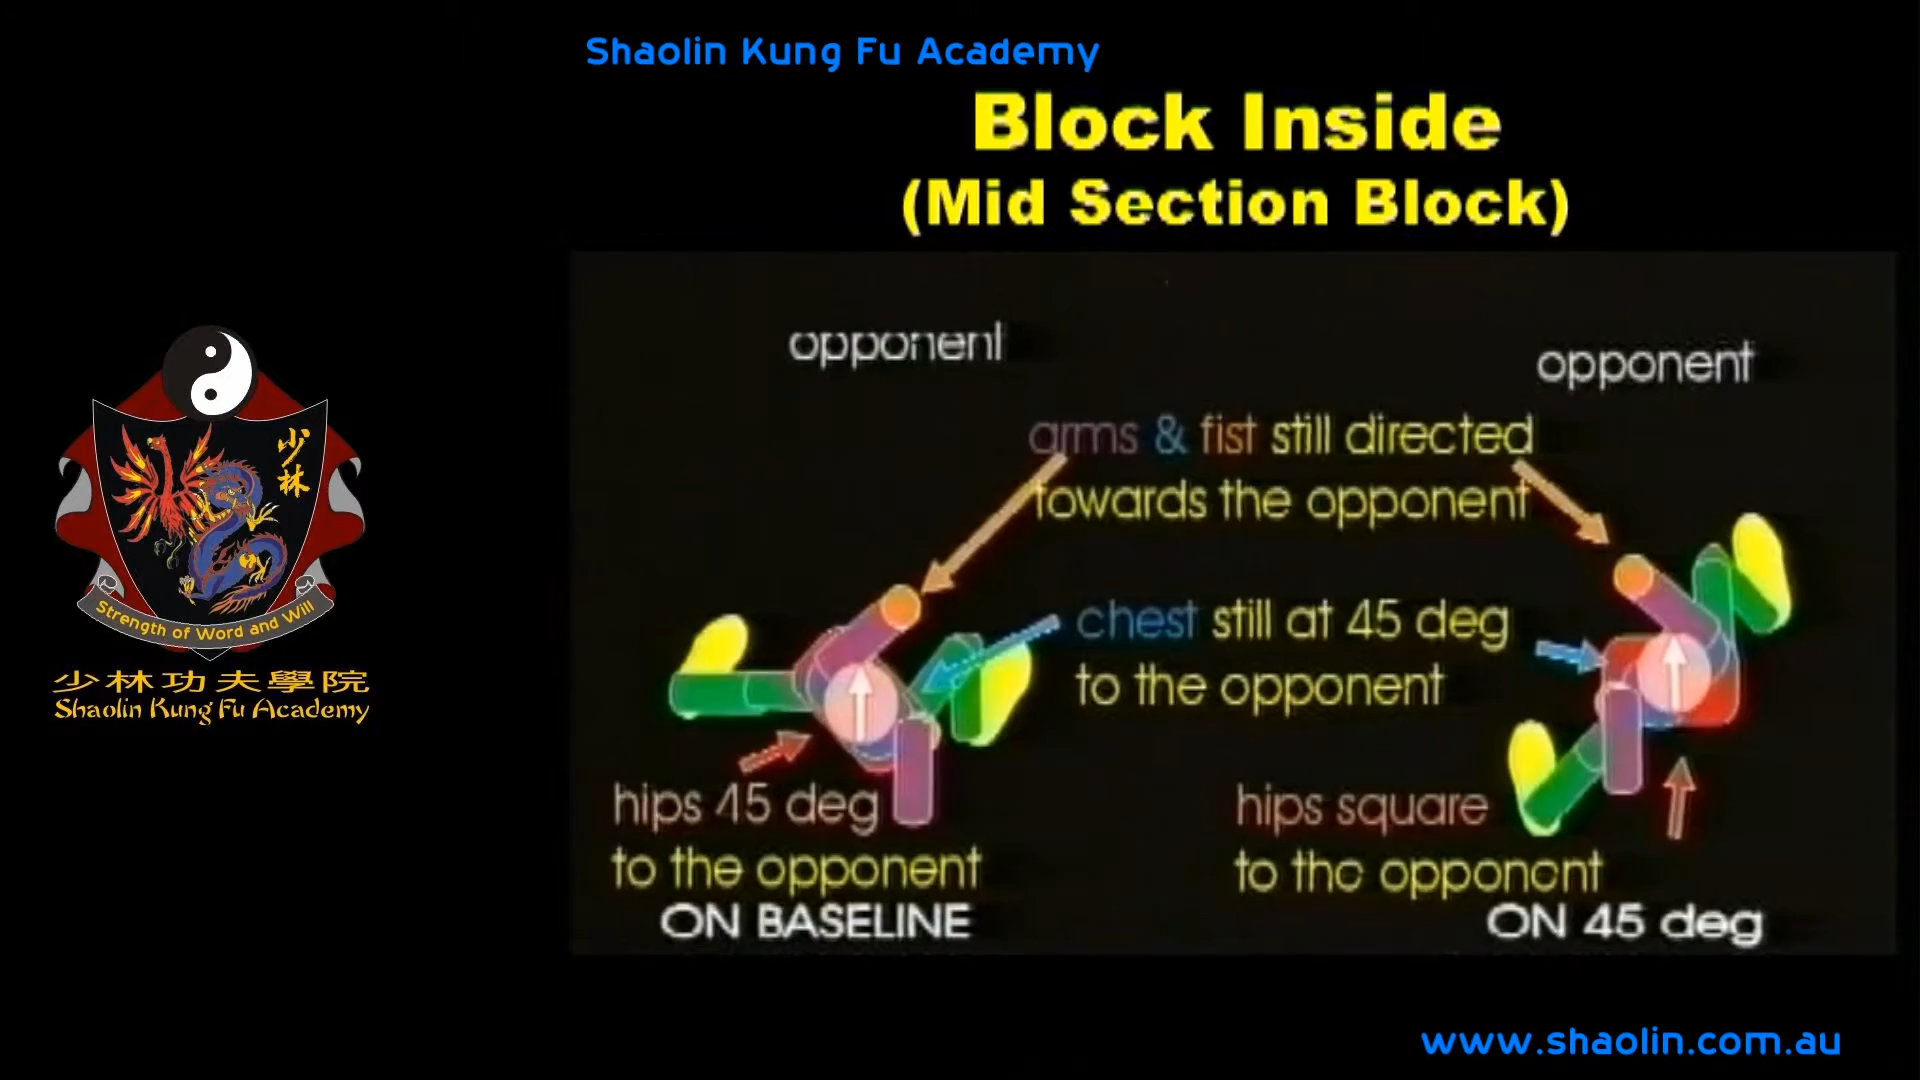 Shaolin Kung Fu Academy
Block Inside
(Mid Section Block)
opponent
opponent
arms & fist still directed
towards the opponent
chest still at 45 deg
to the opponent
hips 45 deg
to the opponent
ON BASELINE
hips square
to the opponent
ON 45 deg
少林
Strength of Word and Will
少林功夫學院
Shaolin Kung Fu Academy
www.shaolin.com.au